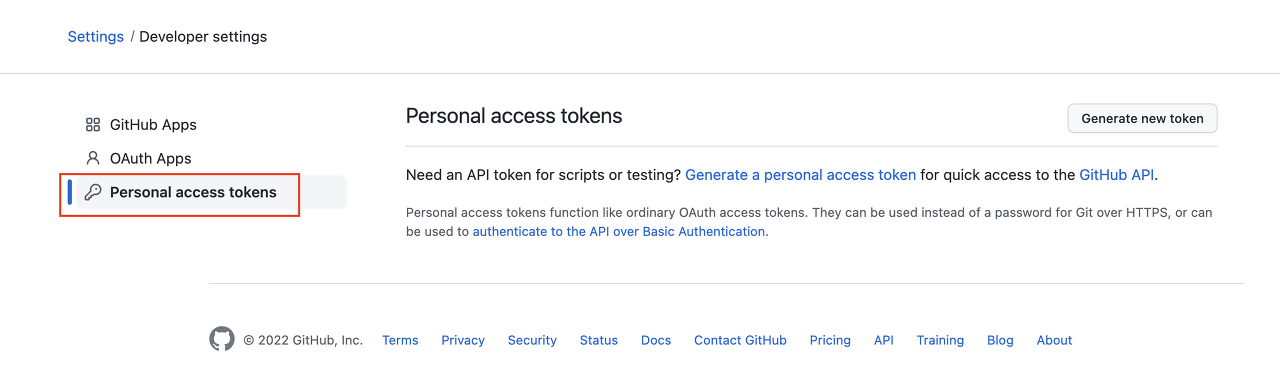 Settings / Developer settings
GitHub Apps
OAuth Apps
Personal access tokens
Personal access tokens
Generate new token
Need an API token for scripts or testing? Generate a personal access token for quick access to the GitHub API.
Personal access tokens function like ordinary OAuth access tokens. They can be used instead of a password for Git over HTTPS, or can
be used to authenticate to the API over Basic Authentication.
© 2022 GitHub, Inc. Terms Privacy Security Status Docs Contact GitHub Pricing API Training Blog About